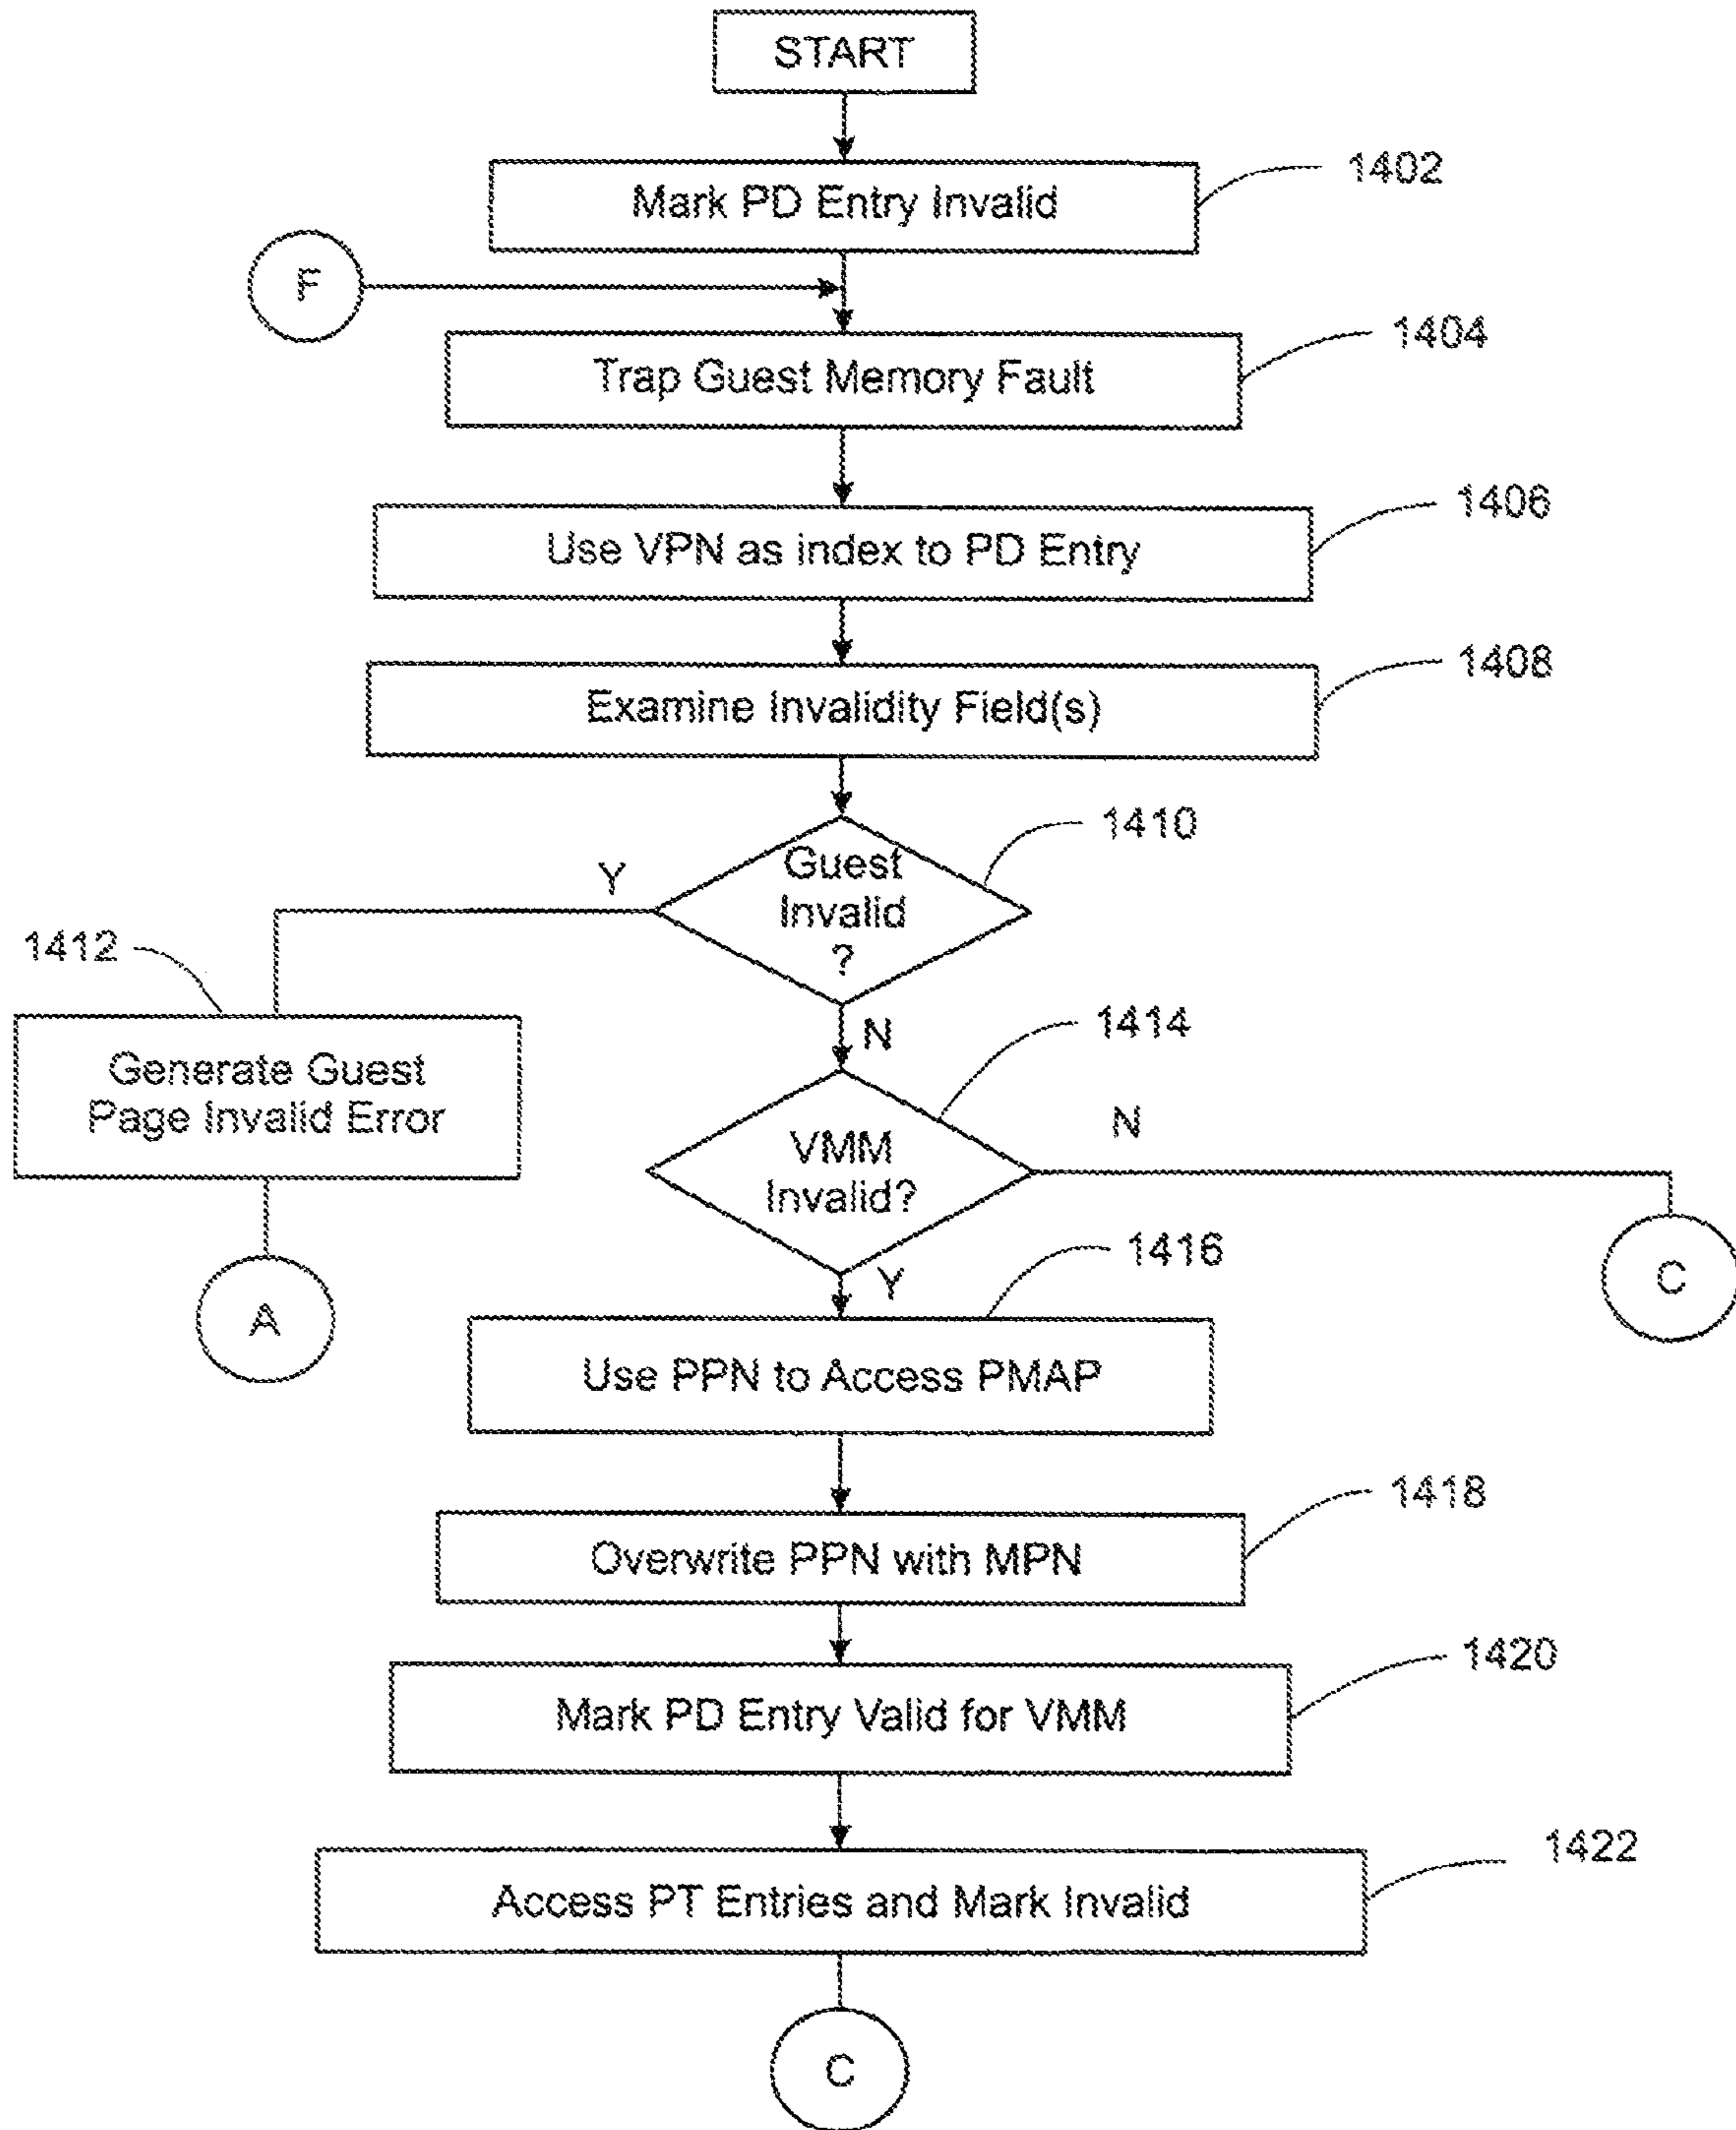 START
1402
Mark PD Entry Invalid
F
1404
Trap Guest Memory Fault
1406
Use VPN as index to PD Entry
1408
Examine Invalidity Field(s)
1410
Guest
Invalid
?
Y
1412
Generate Guest
Page Invalid Error
A
N
1414
VMM
Invalid?
N
C
Y
1416
Use PPN to Access PMAP
1418
Overwrite PPN with MPN
1420
Mark PD Entry Valid for VMM
1422
Access PT Entries and Mark Invalid
C